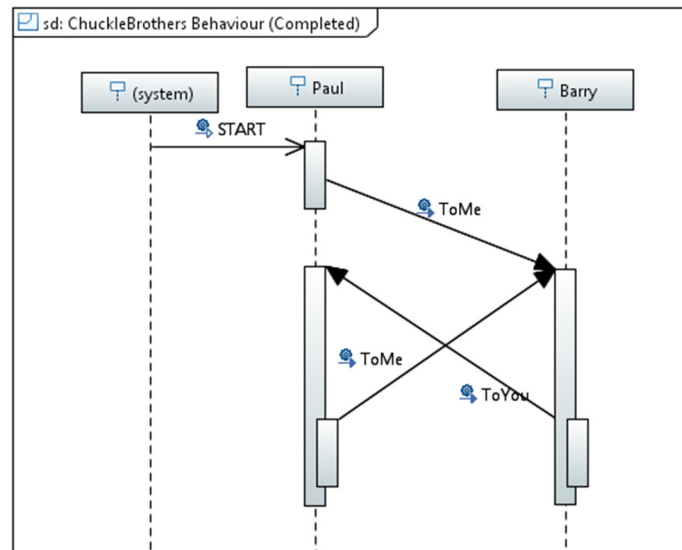 sd: ChuckleBrothers Behaviour (Completed)
(system)
Paul
Barry
START
ToMe
ToMe
ToYou